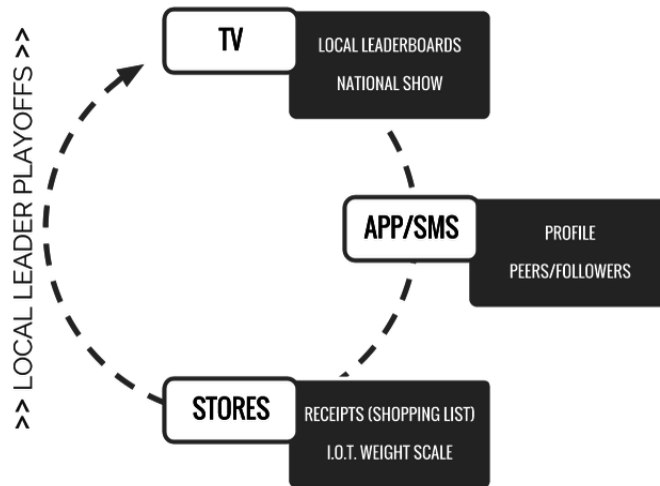 TV
LOCAL LEADERBOARDS
NATIONAL SHOW
>> LOCAL LEADER PLAYOFFS >>
APP/SMS
PROFILE
PEERS/FOLLOWERS
STORES
RECEIPTS (SHOPPING LIST)
I.O.T. WEIGHT SCALE